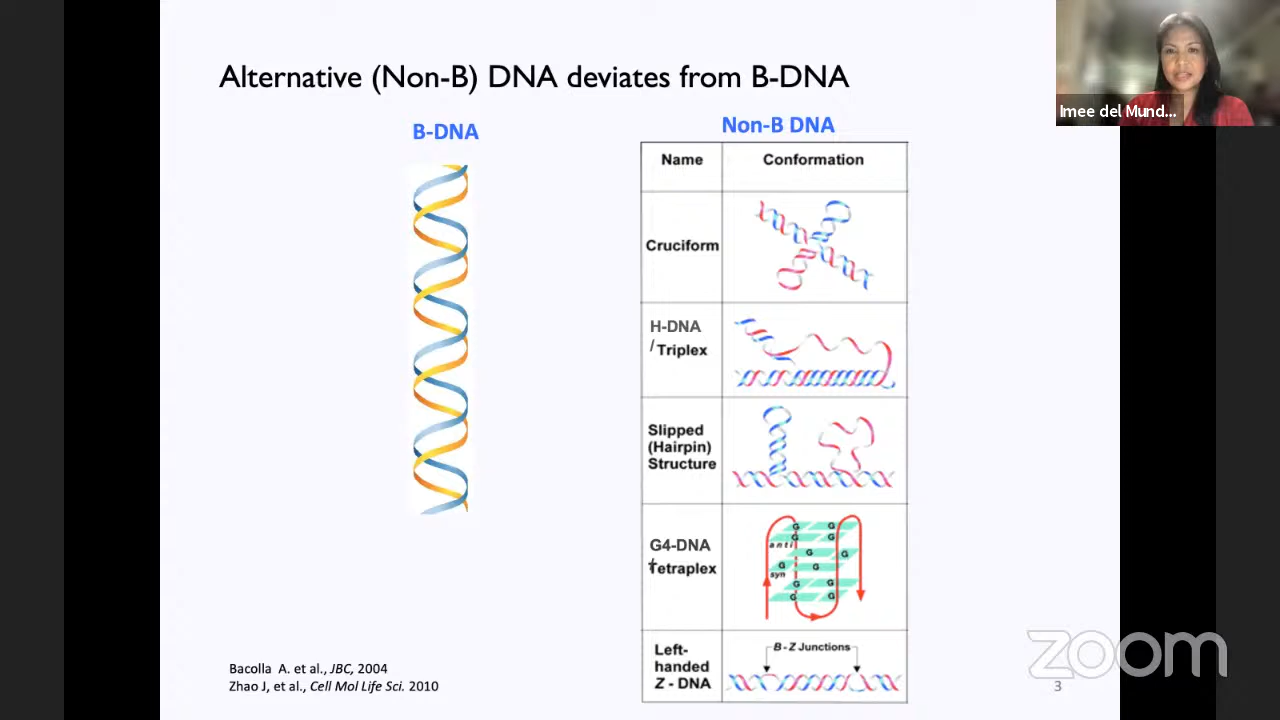 Alternative (Non-B) DNA deviates from B-DNA
Imee del Mund...
B-DNA
Non-B DNA
Name
Conformation
Cruciform
H-DNA
/ Triplex
Slipped
(Hairpin)
Structure
G4-DNA
/
Tetraplex
G
G
G
G
anti
G
G
G
G
syn
G
G
G
G
Left-
handed
Z - DNA
B - Z Junctions
Bacolla A. et al., JBC, 2004
Zhao J, et al., Cell Mol Life Sci. 2010
zoom
3